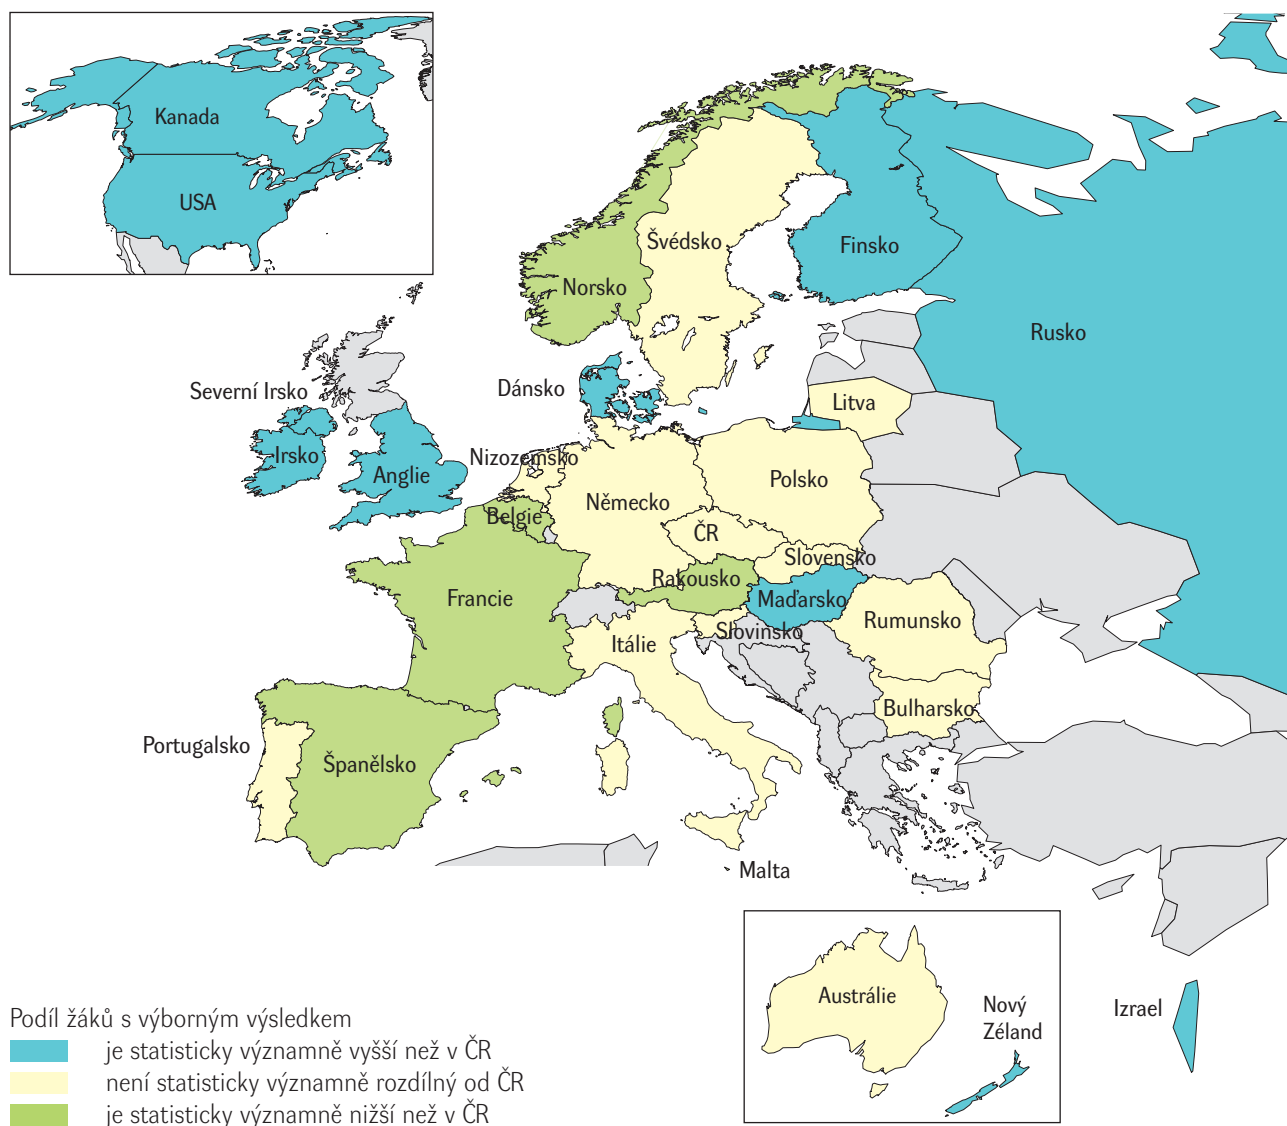 Kanada
USA
Švédsko
Finsko
Norsko
Rusko
Severní Irsko
Dánsko
Litva
Irsko
Anglie
Nizozemsko
Polsko
Německo
Belgie
ČR
Slovensko
Rakousko
Francie
Maďarsko
Rumunsko
Slovinsko
Itálie
Bulharsko
Portugalsko
Španělsko
Malta
Austrálie
Nový
Zéland
Izrael
Podíl žáků s výborným výsledkem
je statisticky významně vyšší než v ČR
není statisticky významně rozdílný od ČR
je statisticky významně nižší než v ČR